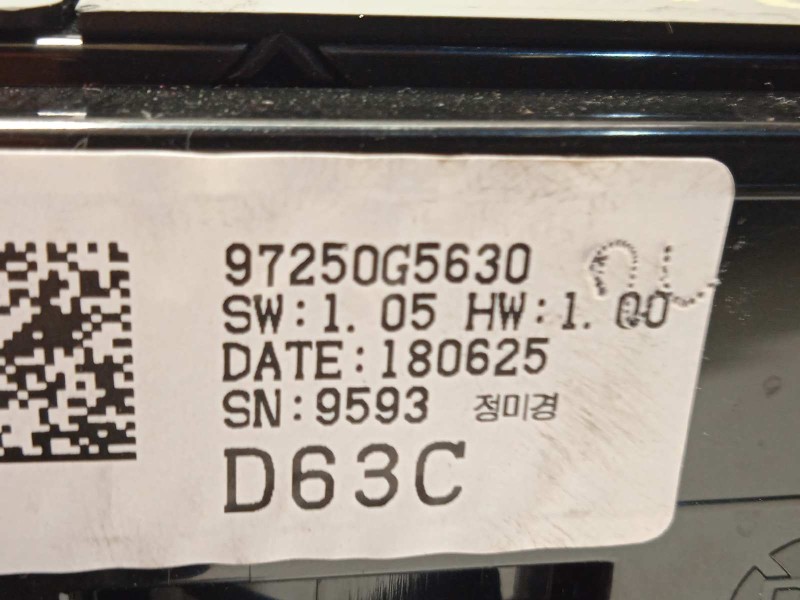 97250G5630
SW:1. 05 HW:1. 00
DATE:180625
SN:9593 정미경
D63C